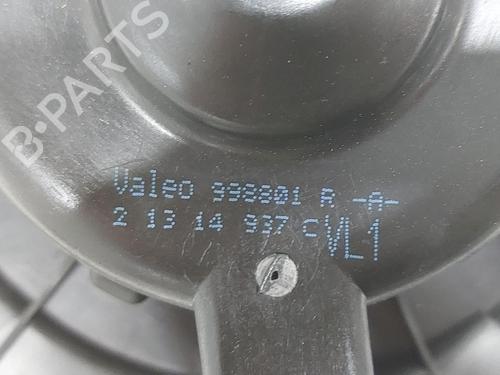 B-PARTS
Valeo 998801 R -A-
2 13 14 937 C VL1